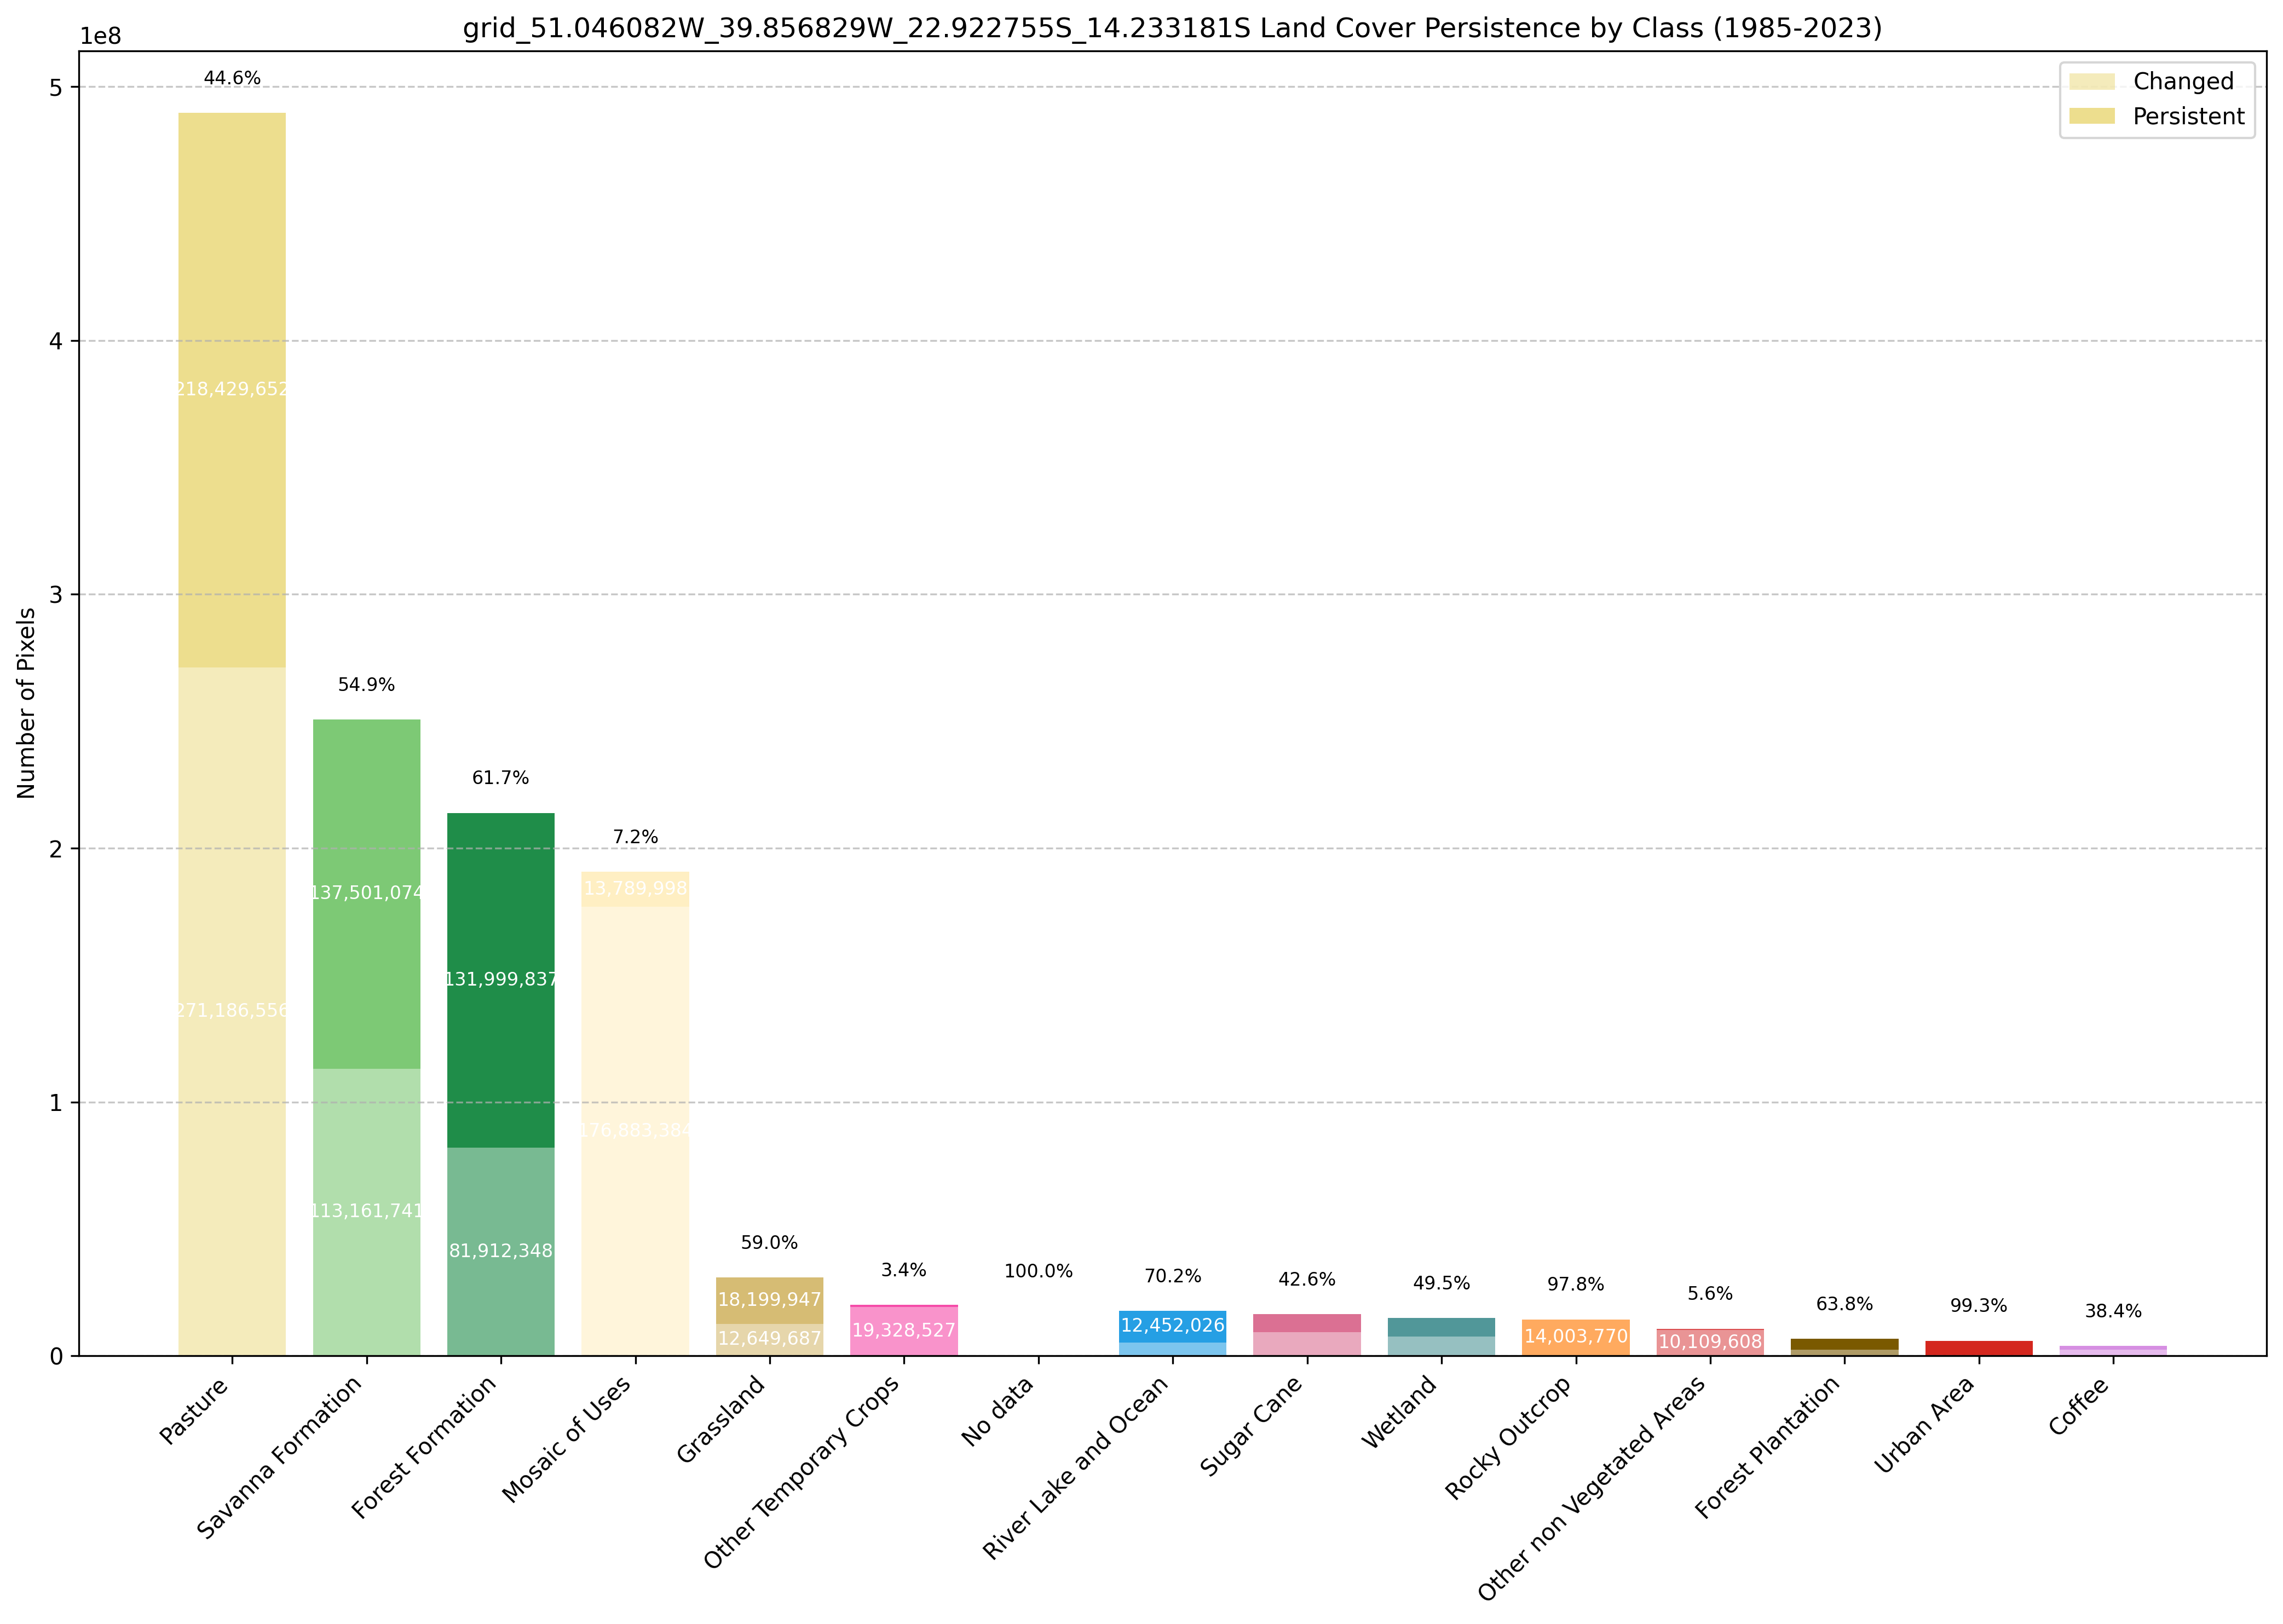 grid_51.046082W_39.856829W_22.922755S_14.233181S Land Cover Persistence by Class (1985-2023)
1e8
Changed
Persistent
Number of Pixels
5
4
3
2
1
0
44.6%
218,429,652
271,186,556
54.9%
137,501,074
113,161,741
61.7%
131,999,837
81,912,348
7.2%
13,789,998
176,883,384
59.0%
18,199,947
12,649,687
3.4%
19,328,527
100.0%
70.2%
12,452,026
42.6%
49.5%
97.8%
14,003,770
5.6%
10,109,608
63.8%
99.3%
38.4%
Pasture
Savanna Formation
Forest Formation
Mosaic of Uses
Grassland
Other Temporary Crops
No data
River Lake and Ocean
Sugar Cane
Wetland
Rocky Outcrop
Other non Vegetated Areas
Forest Plantation
Urban Area
Coffee